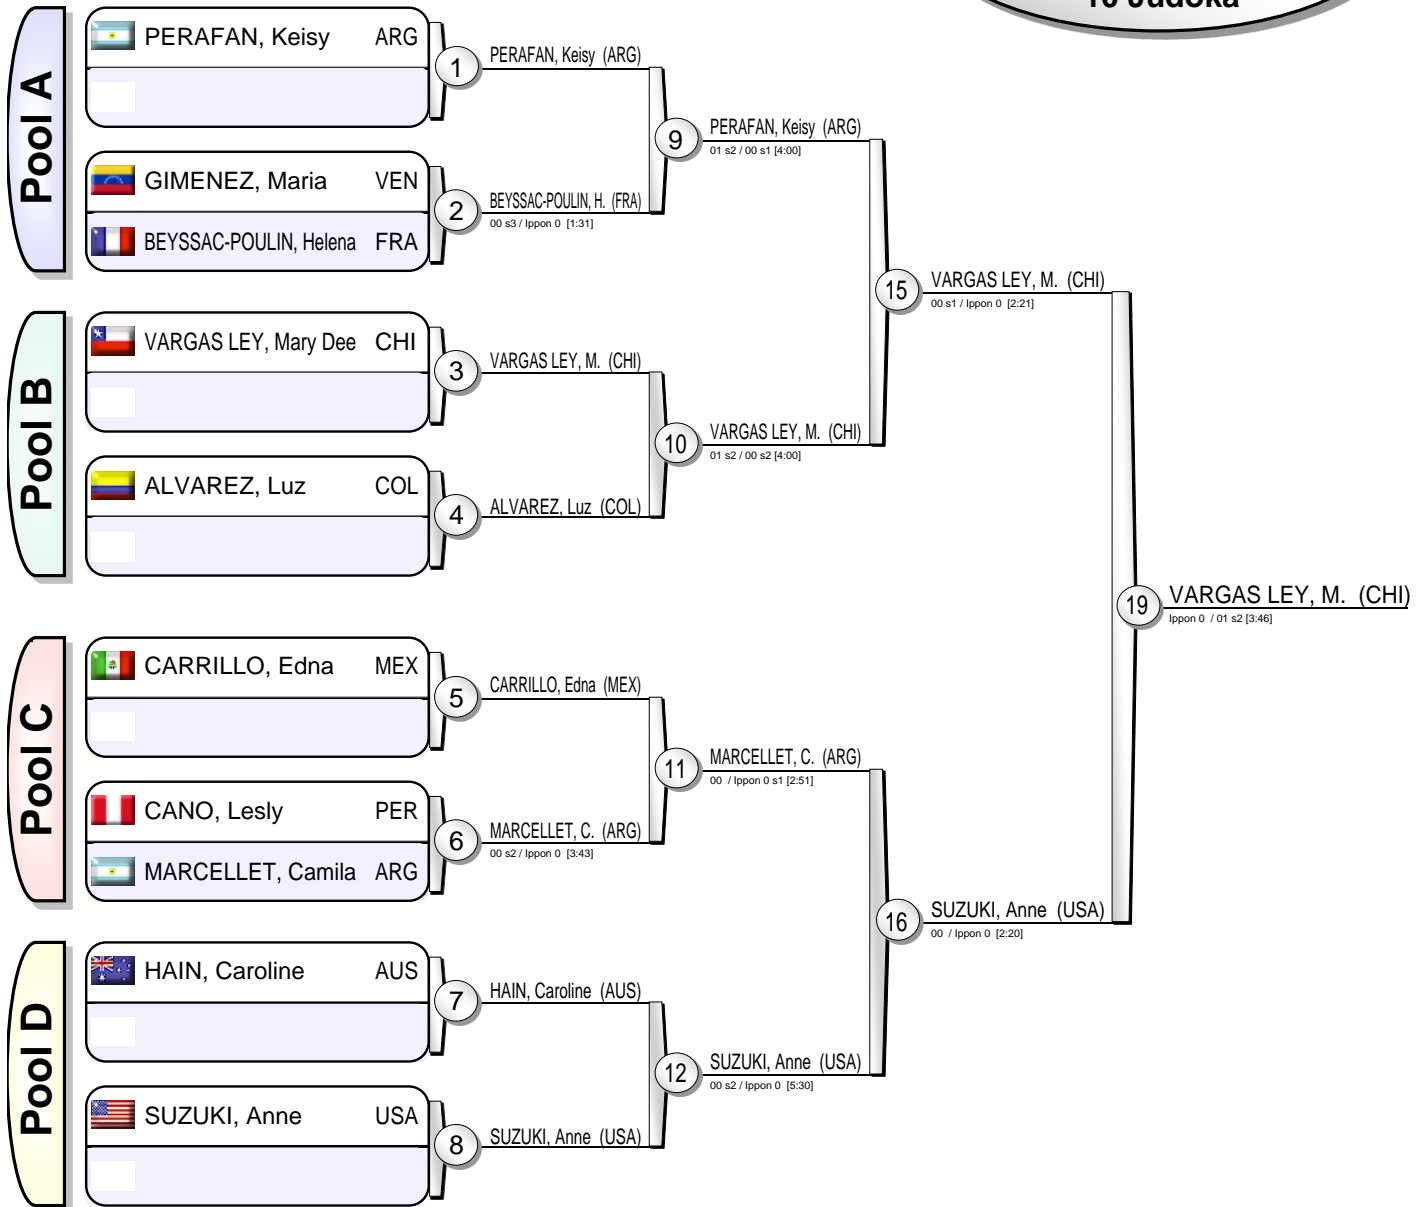 10 Judoka
Pool A
PERAFAN, Keisy ARG
GIMENEZ, Maria VEN
BEYSSAC-POULIN, Helena FRA
Pool B
VARGAS LEY, Mary Dee CHI
ALVAREZ, Luz COL
Pool C
CARRILLO, Edna MEX
CANO, Lesly PER
MARCELLET, Camila ARG
Pool D
HAIN, Caroline AUS
SUZUKI, Anne USA
1
PERAFAN, Keisy (ARG)
2
BEYSSAC-POULIN, H. (FRA)
00 s3 / Ippon 0 [1:31]
3
VARGAS LEY, M. (CHI)
4
ALVAREZ, Luz (COL)
5
CARRILLO, Edna (MEX)
6
MARCELLET, C. (ARG)
00 s2 / Ippon 0 [3:43]
7
HAIN, Caroline (AUS)
8
SUZUKI, Anne (USA)
9
PERAFAN, Keisy (ARG)
01 s2 / 00 s1 [4:00]
10
VARGAS LEY, M. (CHI)
01 s2 / 00 s2 [4:00]
11
MARCELLET, C. (ARG)
00 / Ippon 0 s1 [2:51]
12
SUZUKI, Anne (USA)
00 s2 / Ippon 0 [5:30]
15
VARGAS LEY, M. (CHI)
00 s1 / Ippon 0 [2:21]
16
SUZUKI, Anne (USA)
00 / Ippon 0 [2:20]
19
VARGAS LEY, M. (CHI)
Ippon 0 / 01 s2 [3:46]